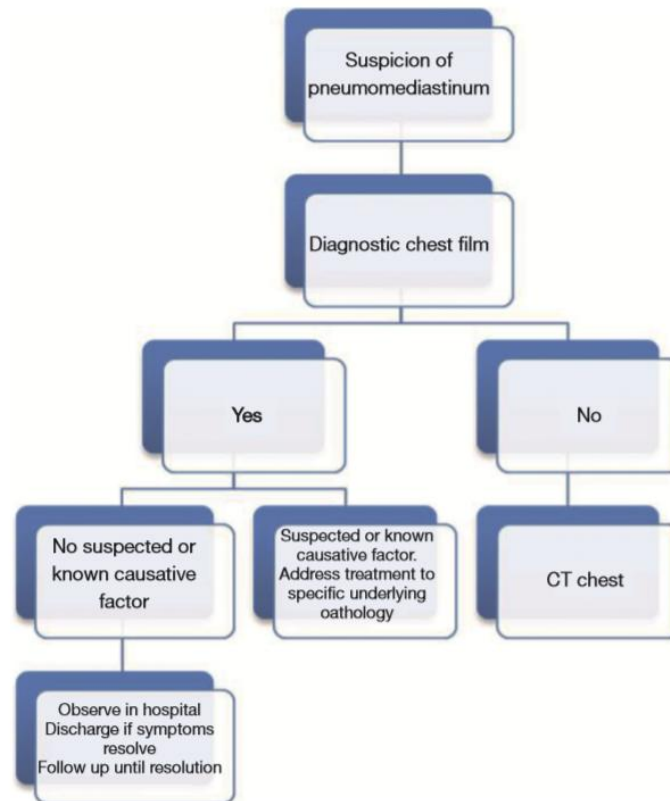 Suspicion of
pneumomediastinum
Diagnostic chest film
Yes
No
No suspected or
known causative
factor
Suspected or known
causative factor.
Address treatment to
specific underlying
oathology
CT chest
Observe in hospital
Discharge if symptoms
resolve
Follow up until resolution